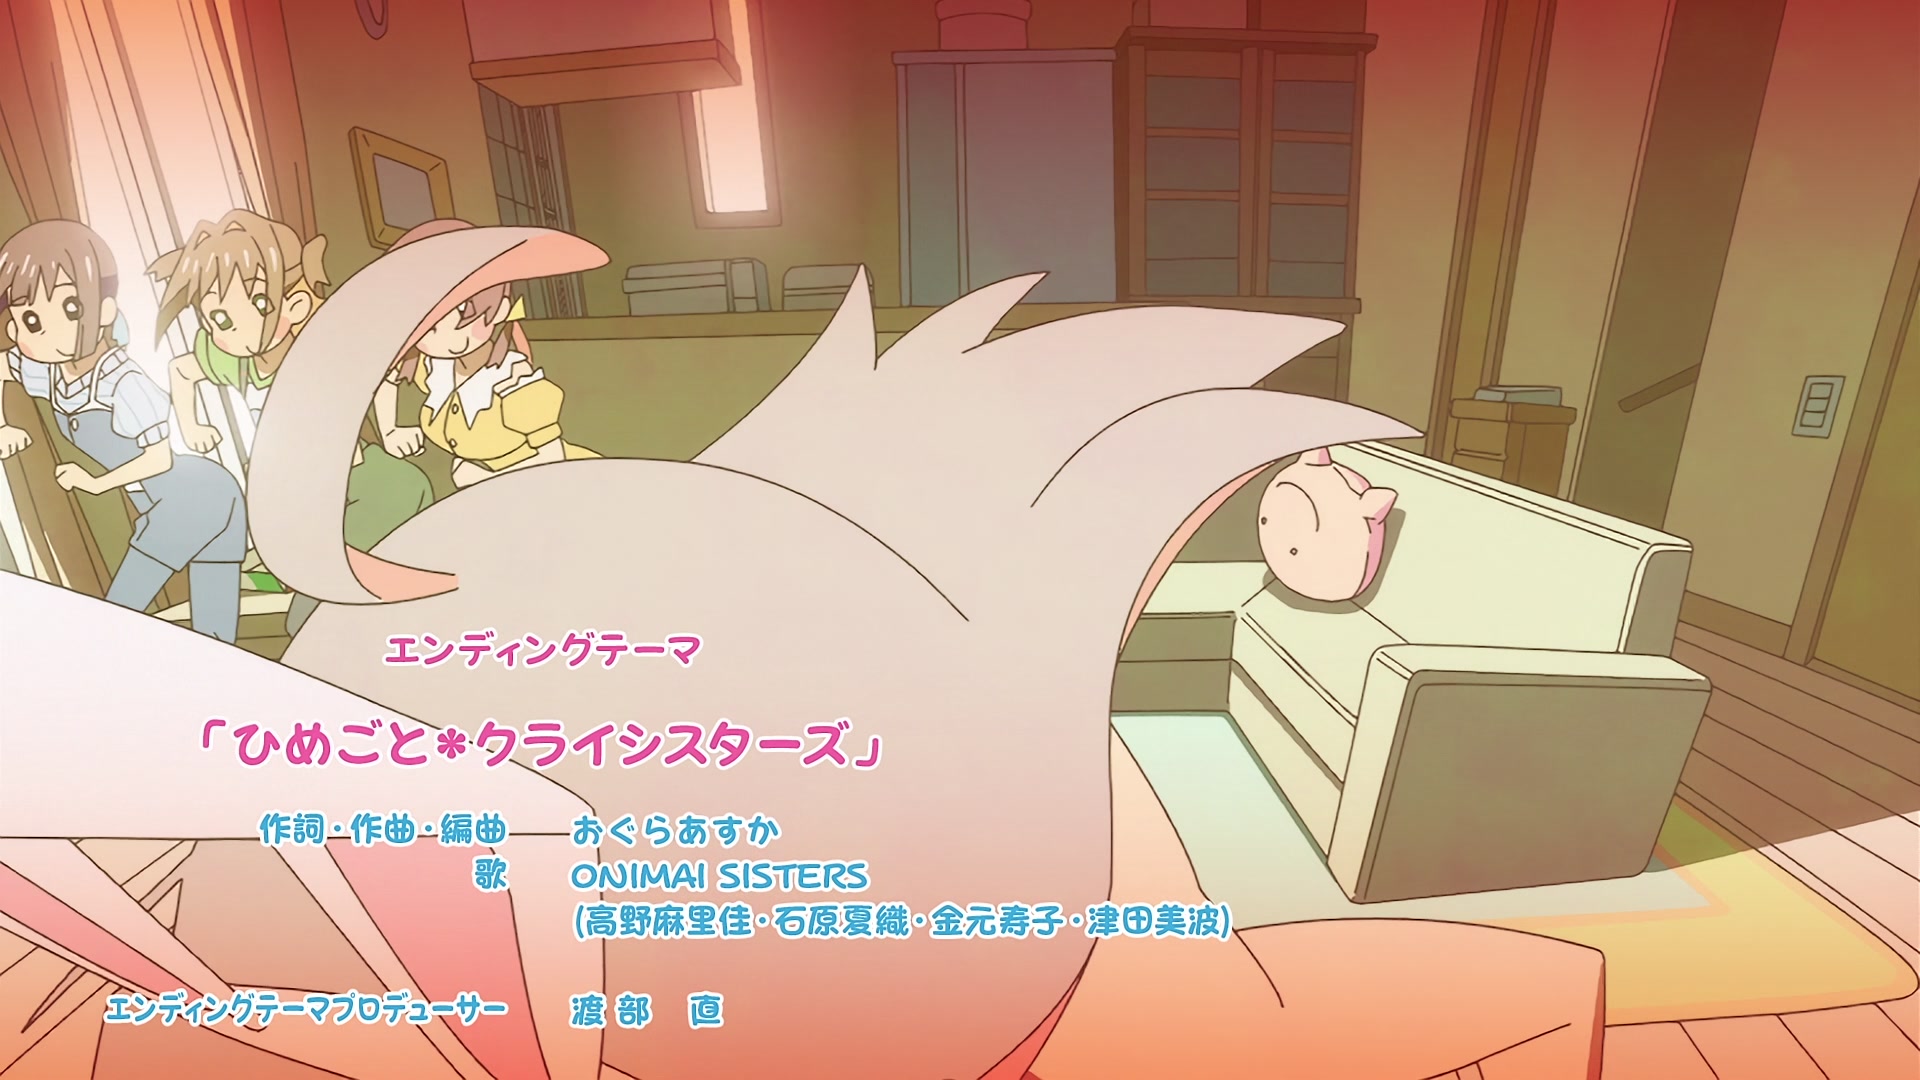 エンディングテーマ
「ひめごと＊クライシスターズ」
作詞・作曲・編曲　おぐらあすか
歌　ONIMAI SISTERS
(高野麻里佳・石原夏織・金元寿子・津田美波)
エンディングテーマプロデューサー　渡部　直